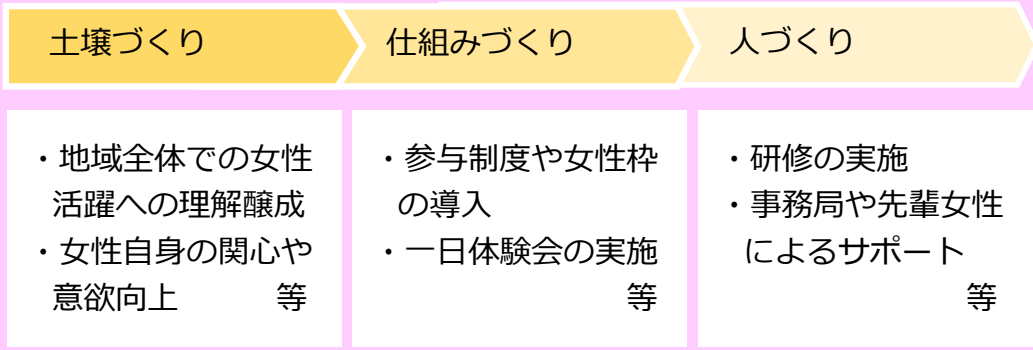 土壌づくり
仕組みづくり
人づくり
・地域全体での女性
活躍への理解醸成
・女性自身の関心や
意欲向上　　　等
・参与制度や女性枠
の導入
・一日体験会の実施
等
・研修の実施
・事務局や先輩女性
によるサポート
等